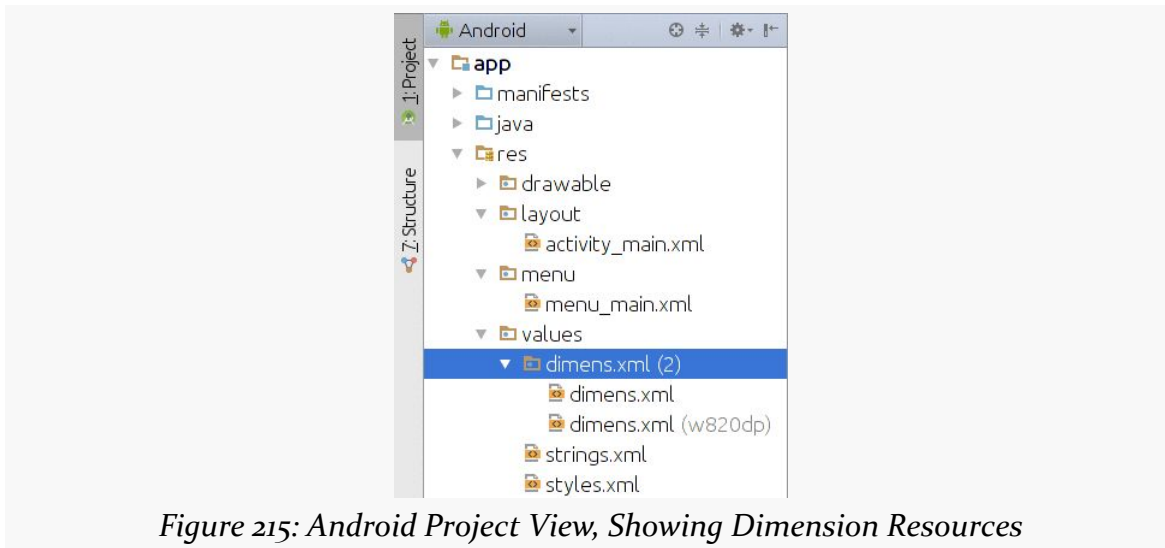 Android
1: Project
7: Structure
app
manifests
java
res
drawable
layout
activity_main.xml
menu
menu_main.xml
values
dimens.xml (2)
dimens.xml
dimens.xml (w820dp)
strings.xml
styles.xml
Figure 215: Android Project View, Showing Dimension Resources